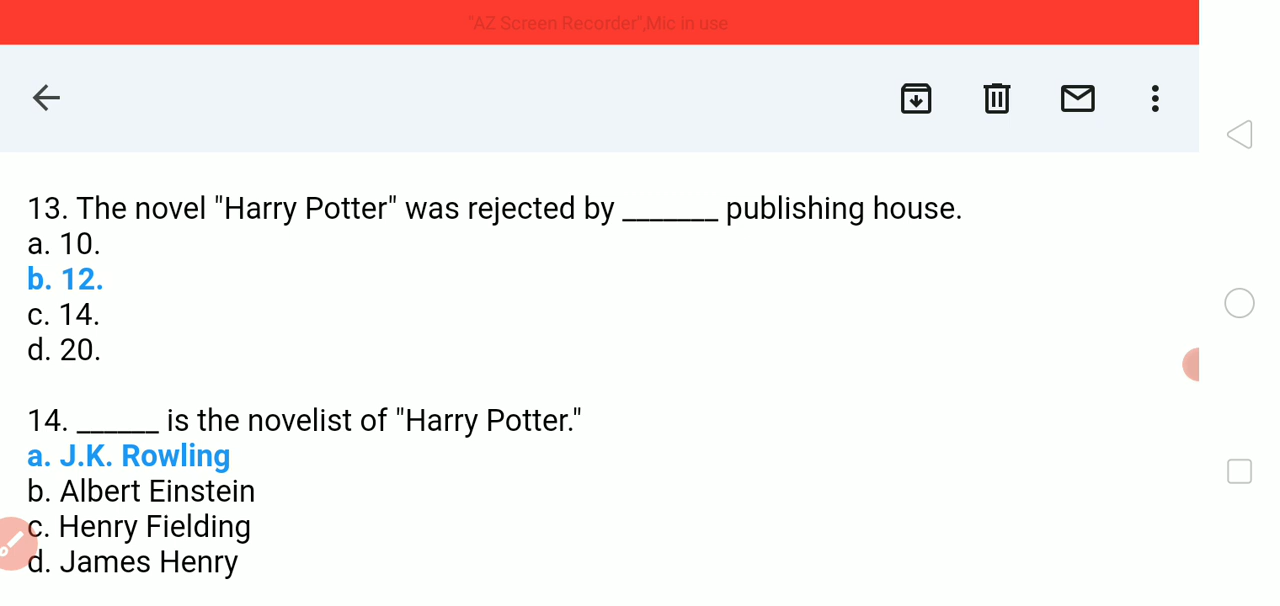 "AZ Screen Recorder",Mic in use
13. The novel "Harry Potter" was rejected by _______ publishing house.
a. 10.
b. 12.
c. 14.
d. 20.
14. ______ is the novelist of "Harry Potter."
a. J.K. Rowling
b. Albert Einstein
c. Henry Fielding
d. James Henry